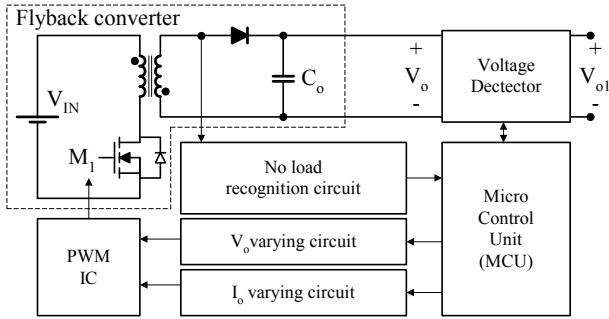 Flyback converter
V_IN
M_1
C_o
+
V_o
-
Voltage
Dectector
+
V_o1
-
No load
recognition circuit
V_o varying circuit
I_o varying circuit
PWM
IC
Micro
Control
Unit
(MCU)